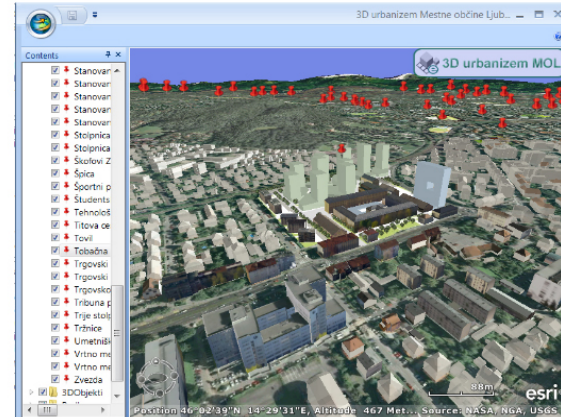 3D urbanizem Mestne občine Ljub...
Contents
3D urbanizem MOL
Stanovan
Stanovan
Stanovan
Stanovan
Stanovan
Stolpnica
Stolpnica
Škofovi Z
Špica
Športni p
Študents
Tehnološ
Titova ce
Tovil
Tobačna
Trgovski
Trgovski
Trgovsko
Tribuna p
Trije stolp
Tržnice
Umetnišk
Vrtno me
Vrtno me
Zvezda
3DObjekti
88m
esri
Position 46°02'39"N, 14°29'31"E, Altitude 467 Met... Source: NASA, NGA, USGS